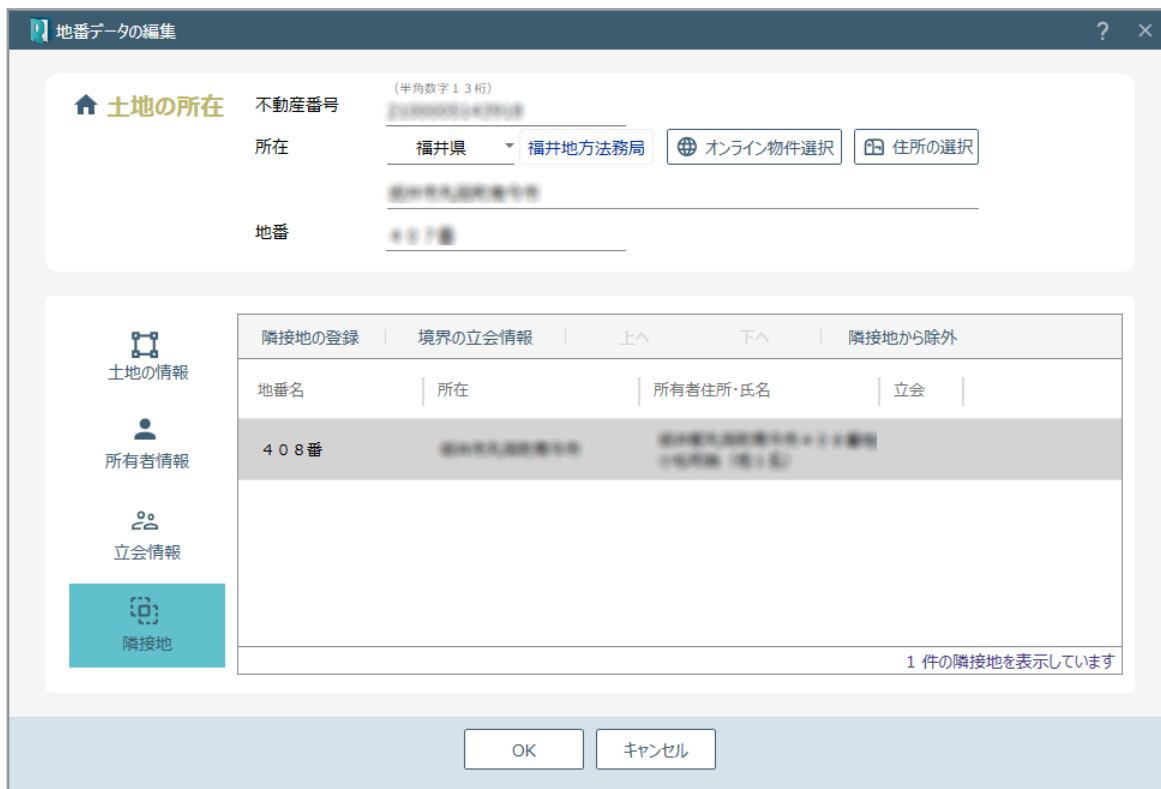 地番データの編集
?
×
土地の所在
不動産番号
(半角数字13桁)
所在
福井県
福井地方法務局
オンライン物件選択
住所の選択
地番
土地の情報
所有者情報
立会情報
隣接地
隣接地の登録
境界の立会情報
上へ
下へ
隣接地から除外
地番名
所在
所有者住所・氏名
立会
408番
1 件の隣接地を表示しています
OK
キャンセル